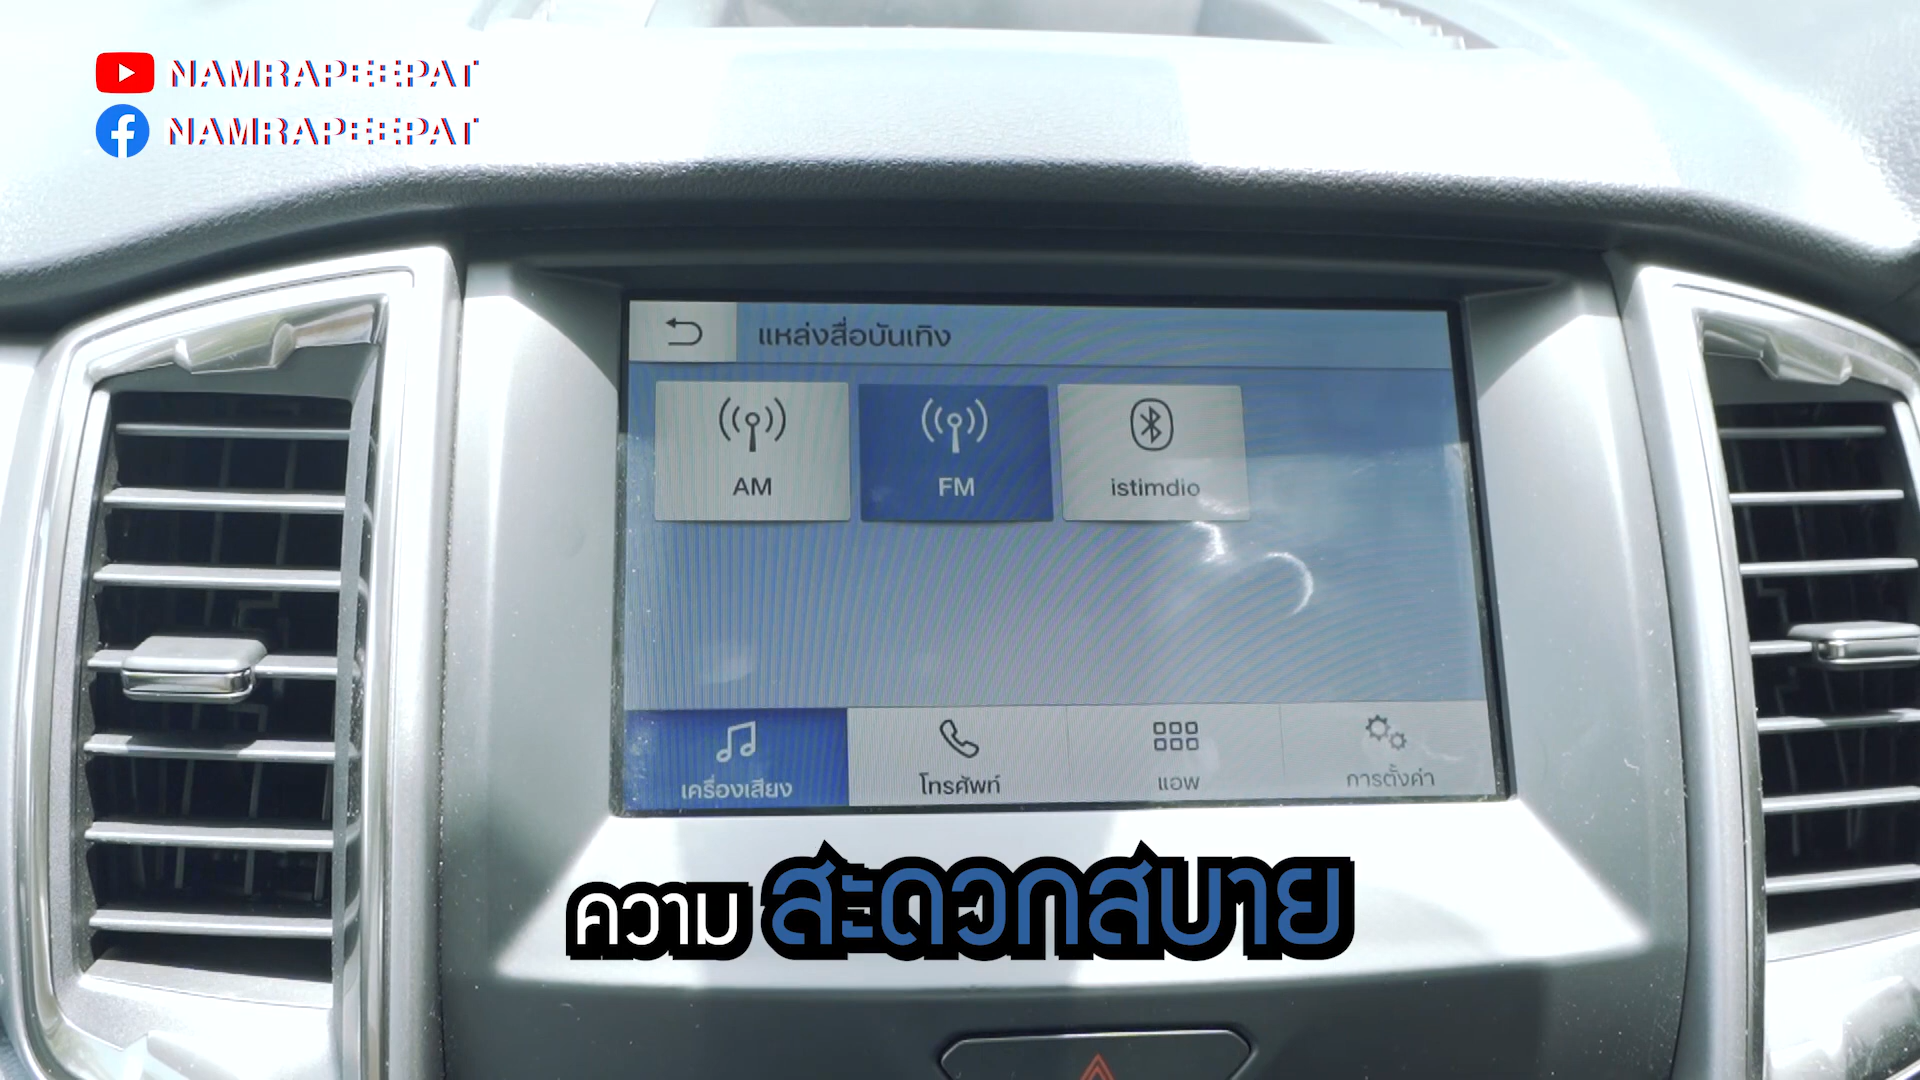 NAMRAPEEPAT
NAMRAPEEPAT
แหล่งสื่อบันเทิง
AM
FM
istimdio
เครื่องเสียง
โทรศัพท์
แอพ
การตั้งค่า
ความ สะดวกสบาย